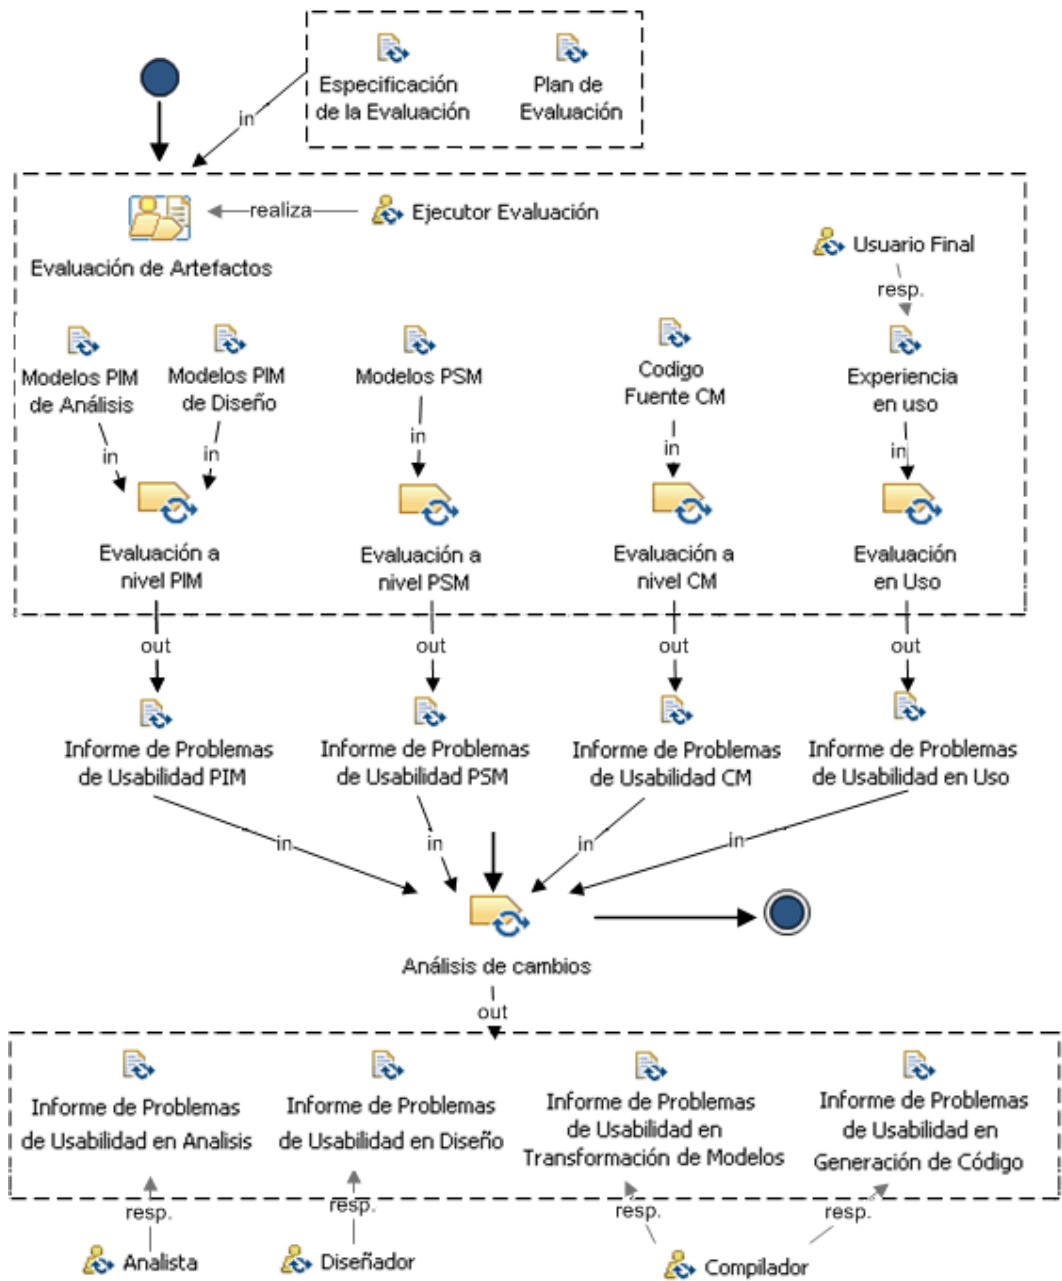 Especificación
de la Evaluación
Plan de
Evaluación
in
realiza
Ejecutor Evaluación
Evaluación de Artefactos
Usuario Final
resp.
Modelos PIM
de Análisis
Modelos PIM
de Diseño
Modelos PSM
Codigo
Fuente CM
Experiencia
en uso
in
in
in
in
in
Evaluación a
nivel PIM
Evaluación a
nivel PSM
Evaluación a
nivel CM
Evaluación
en Uso
out
out
out
out
Informe de Problemas
de Usabilidad PIM
Informe de Problemas
de Usabilidad PSM
Informe de Problemas
de Usabilidad CM
Informe de Problemas
de Usabilidad en Uso
in
in
in
in
Análisis de cambios
out
Informe de Problemas
de Usabilidad en Analisis
Informe de Problemas
de Usabilidad en Diseño
Informe de Problemas
de Usabilidad en
Transformación de Modelos
Informe de Problemas
de Usabilidad en
Generación de Código
resp.
resp.
resp.
resp.
Analista
Diseñador
Compilador